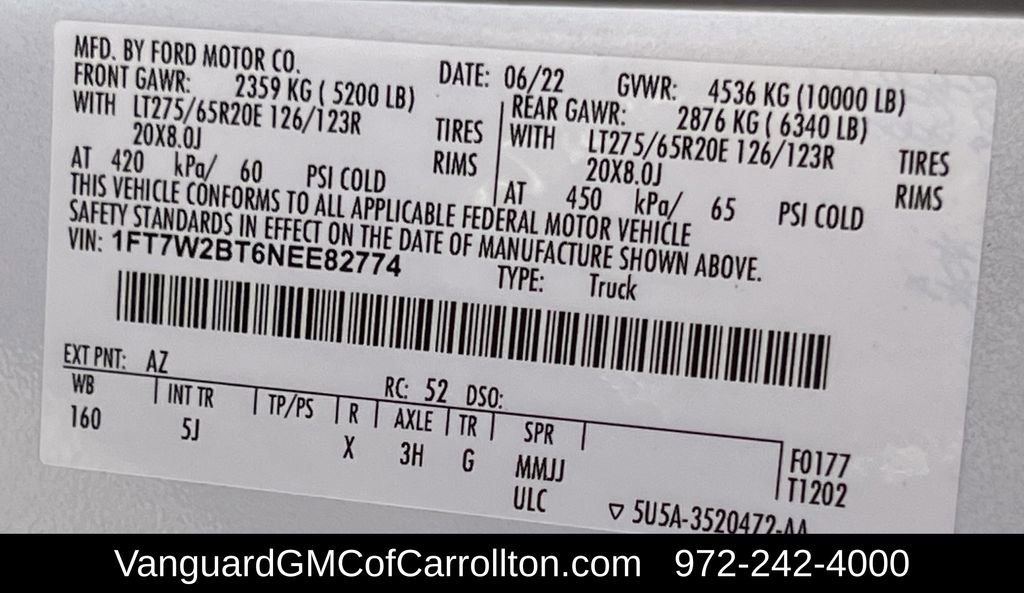 MFD. BY FORD MOTOR CO.
DATE: 06/22 GVWR: 4536 KG (10000 LB)
FRONT GAWR: 2359 KG ( 5200 LB)
WITH LT275/65R20E 126/123R TIRES
20X8.0J RIMS
AT 420 kPa/ 60 PSI COLD
REAR GAWR: 2876 KG ( 6340 LB)
WITH LT275/65R20E 126/123R TIRES
20X8.0J RIMS
AT 450 kPa/ 65 PSI COLD
THIS VEHICLE CONFORMS TO ALL APPLICABLE FEDERAL MOTOR VEHICLE
SAFETY STANDARDS IN EFFECT ON THE DATE OF MANUFACTURE SHOWN ABOVE.
VIN: 1FT7W2BT6NEE82774 TYPE: Truck
EXT PNT: AZ RC: 52 DSO:
WB INT TR TP/PS R AXLE TR SPR
160 5J X 3H G MMJJ
ULC
F0177
T1202
▽ 5U5A-3520472-AA
VanguardGMCofCarrollton.com 972-242-4000